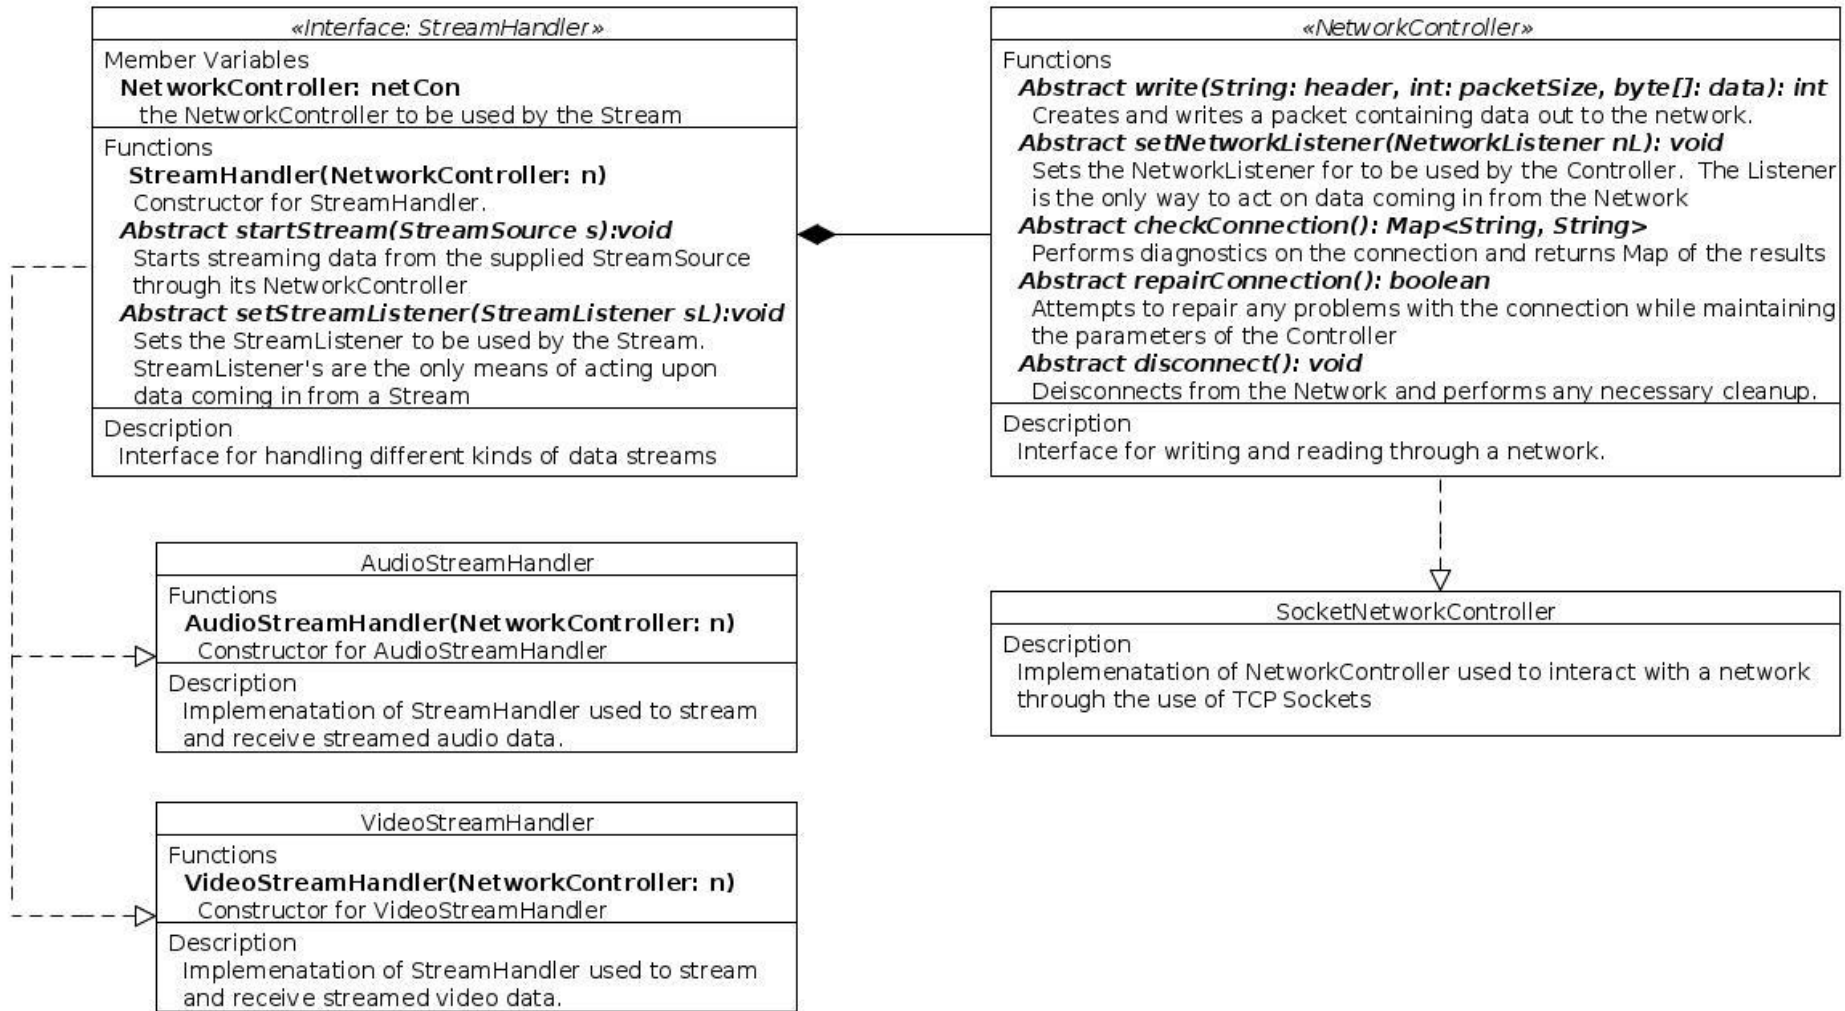 «Interface: StreamHandler»
Member Variables
NetworkController: netCon
the NetworkController to be used by the Stream
Functions
StreamHandler(NetworkController: n)
Constructor for StreamHandler.
Abstract startStream(StreamSource s):void
Starts streaming data from the supplied StreamSource
through its NetworkController
Abstract setStreamListener(StreamListener sL):void
Sets the StreamListener to be used by the Stream.
StreamListener's are the only means of acting upon
data coming in from a Stream
Description
Interface for handling different kinds of data streams
«NetworkController»
Functions
Abstract write(String: header, int: packetSize, byte[]: data): int
Creates and writes a packet containing data out to the network.
Abstract setNetworkListener(NetworkListener nL): void
Sets the NetworkListener for to be used by the Controller.  The Listener
is the only way to act on data coming in from the Network
Abstract checkConnection(): Map<String, String>
Performs diagnostics on the connection and returns Map of the results
Abstract repairConnection(): boolean
Attempts to repair any problems with the connection while maintaining
the parameters of the Controller
Abstract disconnect(): void
Deisconnects from the Network and performs any necessary cleanup.
Description
Interface for writing and reading through a network.
AudioStreamHandler
Functions
AudioStreamHandler(NetworkController: n)
Constructor for AudioStreamHandler
Description
Implemenatation of StreamHandler used to stream
and receive streamed audio data.
SocketNetworkController
Description
Implemenatation of NetworkController used to interact with a network
through the use of TCP Sockets
VideoStreamHandler
Functions
VideoStreamHandler(NetworkController: n)
Constructor for VideoStreamHandler
Description
Implemenatation of StreamHandler used to stream
and receive streamed video data.